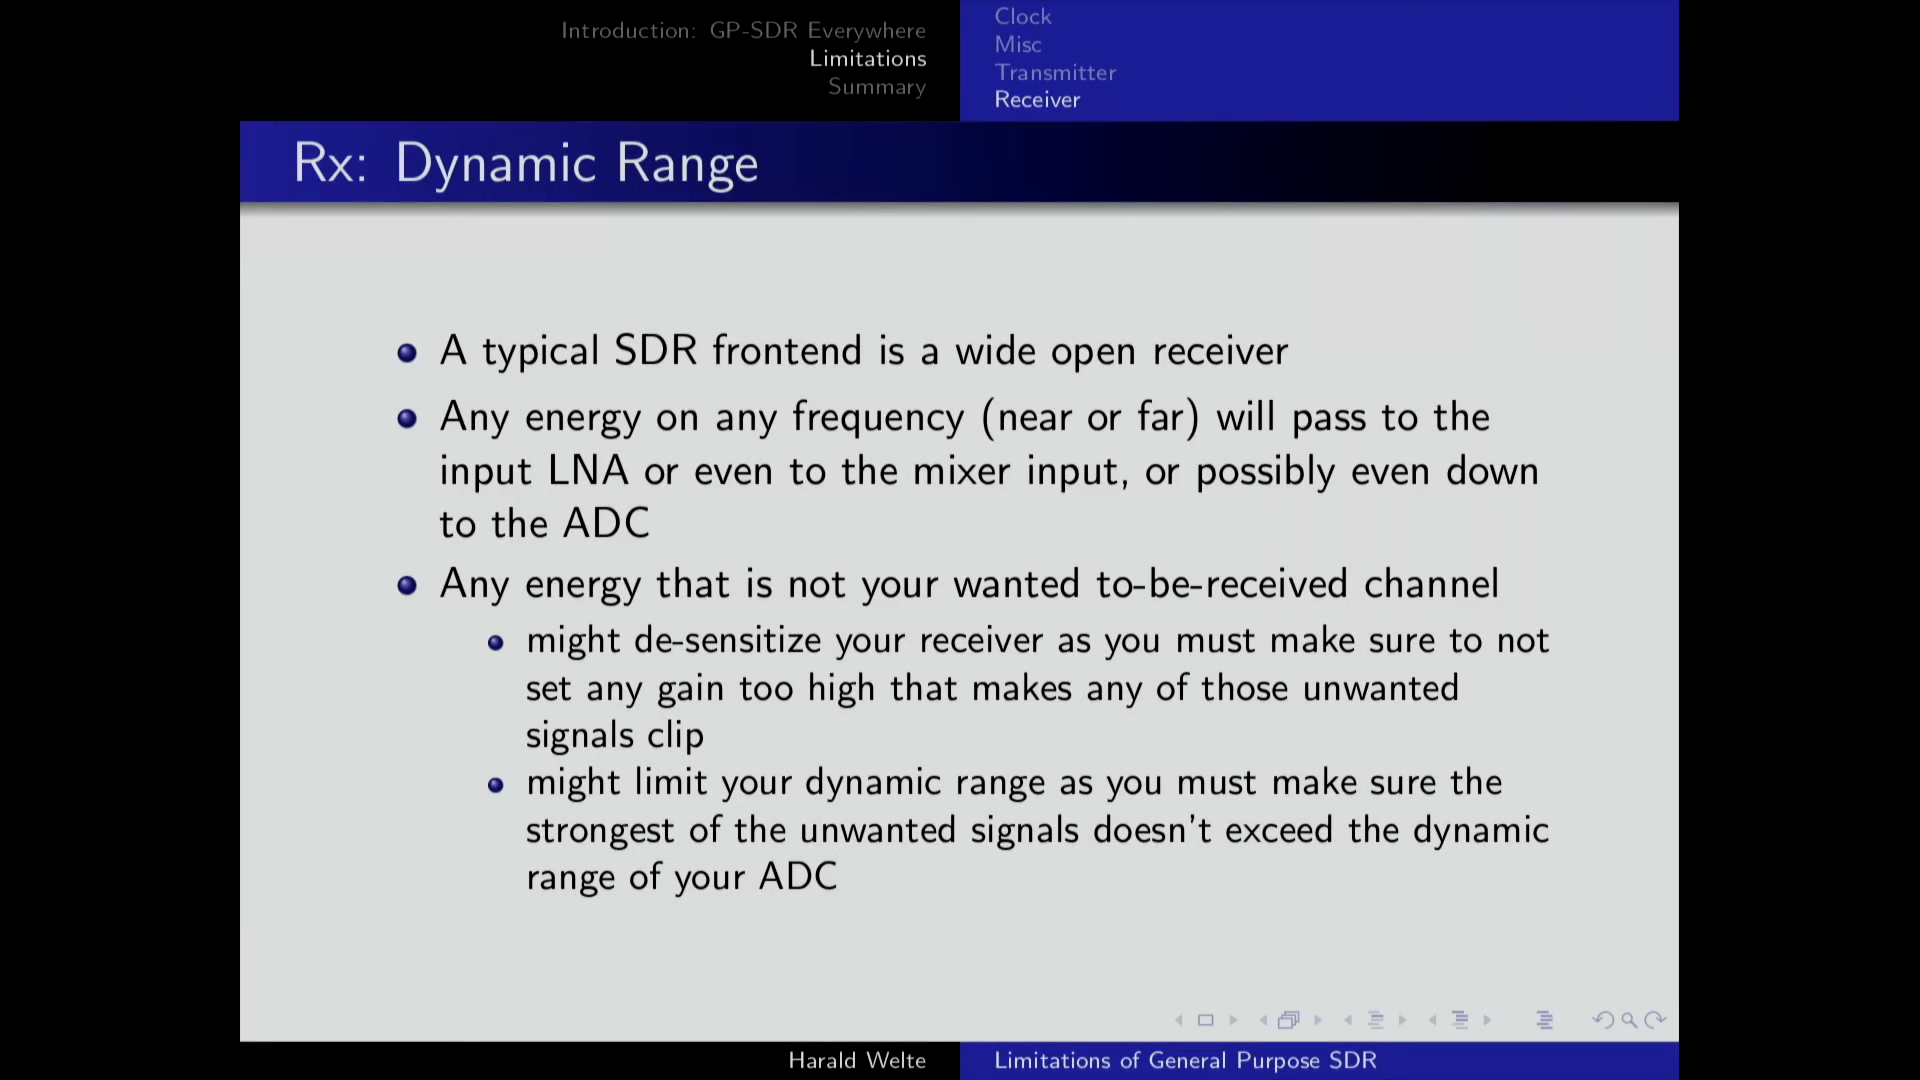 Introduction: GP-SDR Everywhere
Limitations
Summary
Clock
Misc
Transmitter
Receiver
Rx: Dynamic Range
A typical SDR frontend is a wide open receiver
Any energy on any frequency (near or far) will pass to the
input LNA or even to the mixer input, or possibly even down
to the ADC
Any energy that is not your wanted to-be-received channel
might de-sensitize your receiver as you must make sure to not
set any gain too high that makes any of those unwanted
signals clip
might limit your dynamic range as you must make sure the
strongest of the unwanted signals doesn't exceed the dynamic
range of your ADC
Harald Welte
Limitations of General Purpose SDR